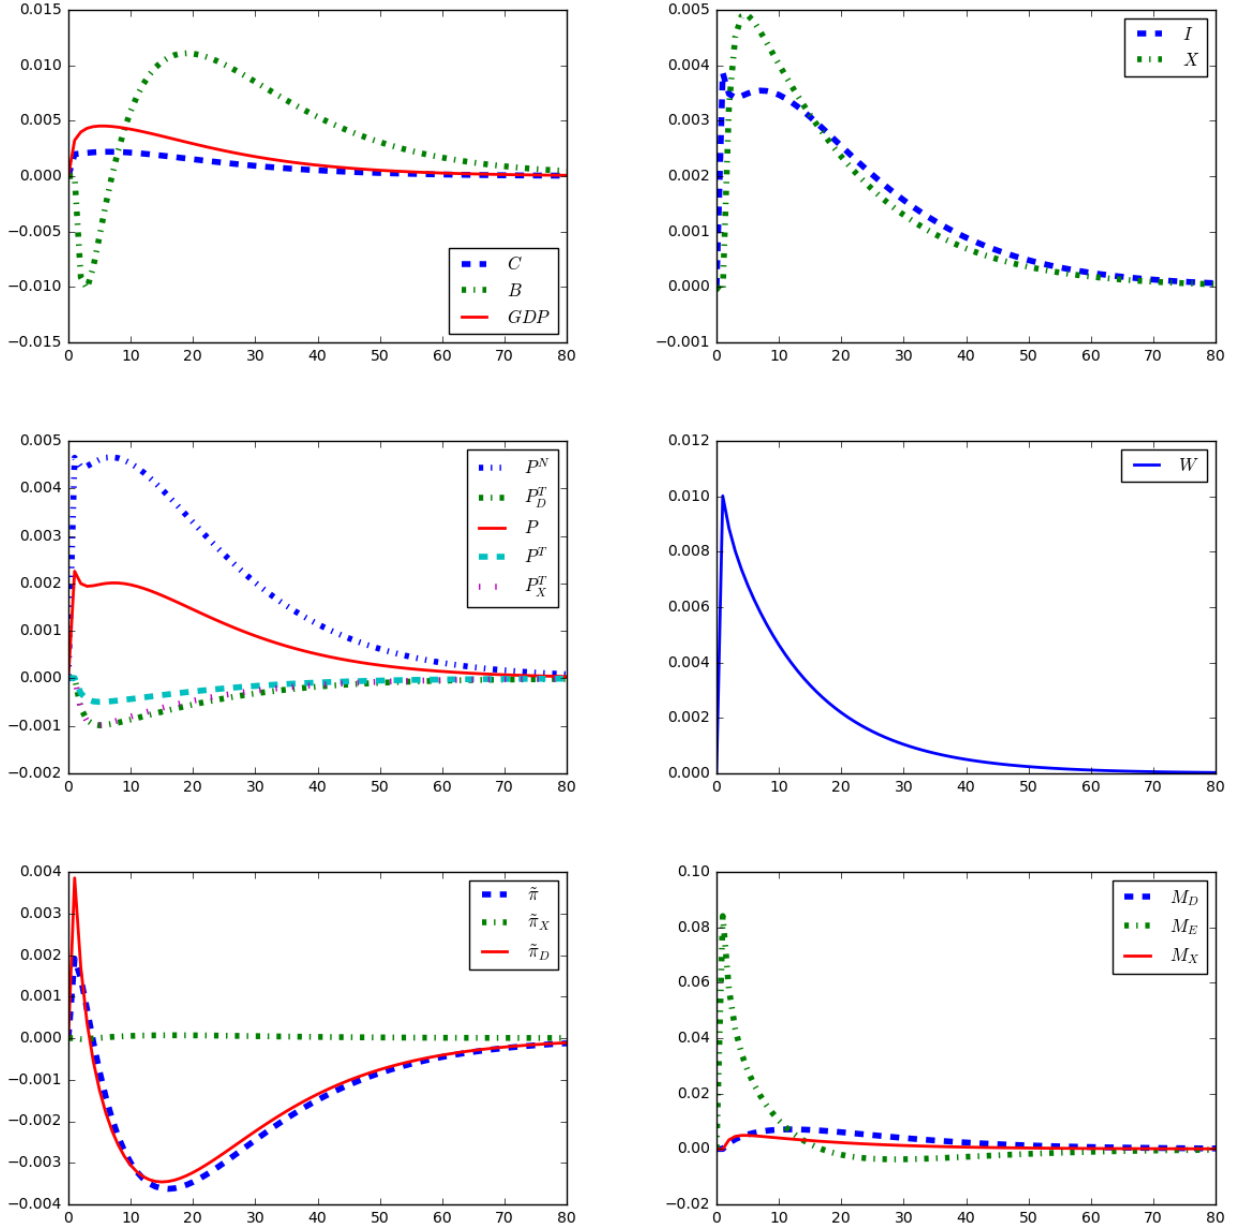 0.015
0.010
0.005
0.000
−0.005
−0.010
−0.015
0 10 20 30 40 50 60 70 80
C
B
GDP
0.005
0.004
0.003
0.002
0.001
0.000
−0.001
0 10 20 30 40 50 60 70 80
I
X
0.005
0.004
0.003
0.002
0.001
0.000
−0.001
−0.002
0 10 20 30 40 50 60 70 80
P^N
P_D^T
P
P^T
P_X^T
0.012
0.010
0.008
0.006
0.004
0.002
0.000
0 10 20 30 40 50 60 70 80
W
0.004
0.003
0.002
0.001
0.000
−0.001
−0.002
−0.003
−0.004
0 10 20 30 40 50 60 70 80
π̃
π̃_X
π̃_D
0.10
0.08
0.06
0.04
0.02
0.00
−0.02
0 10 20 30 40 50 60 70 80
M_D
M_E
M_X